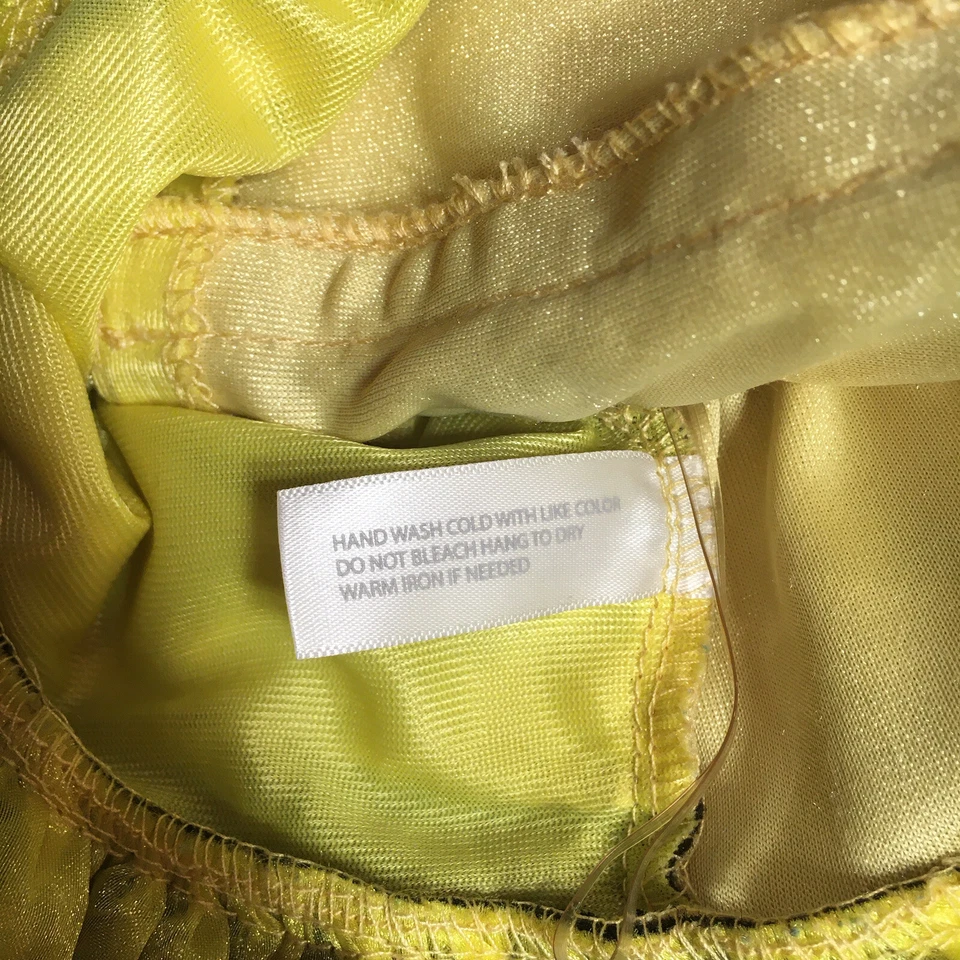 HAND WASH COLD WITH LIKE COLOR
DO NOT BLEACH HANG TO DRY
WARM IRON IF NEEDED